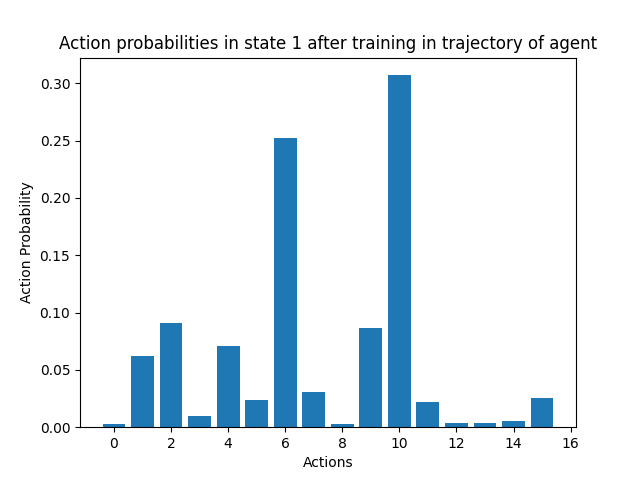 Action probabilities in state 1 after training in trajectory of agent
0.30
0.25
0.20
0.15
0.10
0.05
0.00
Action Probability
0 2 4 6 8 10 12 14 16
Actions